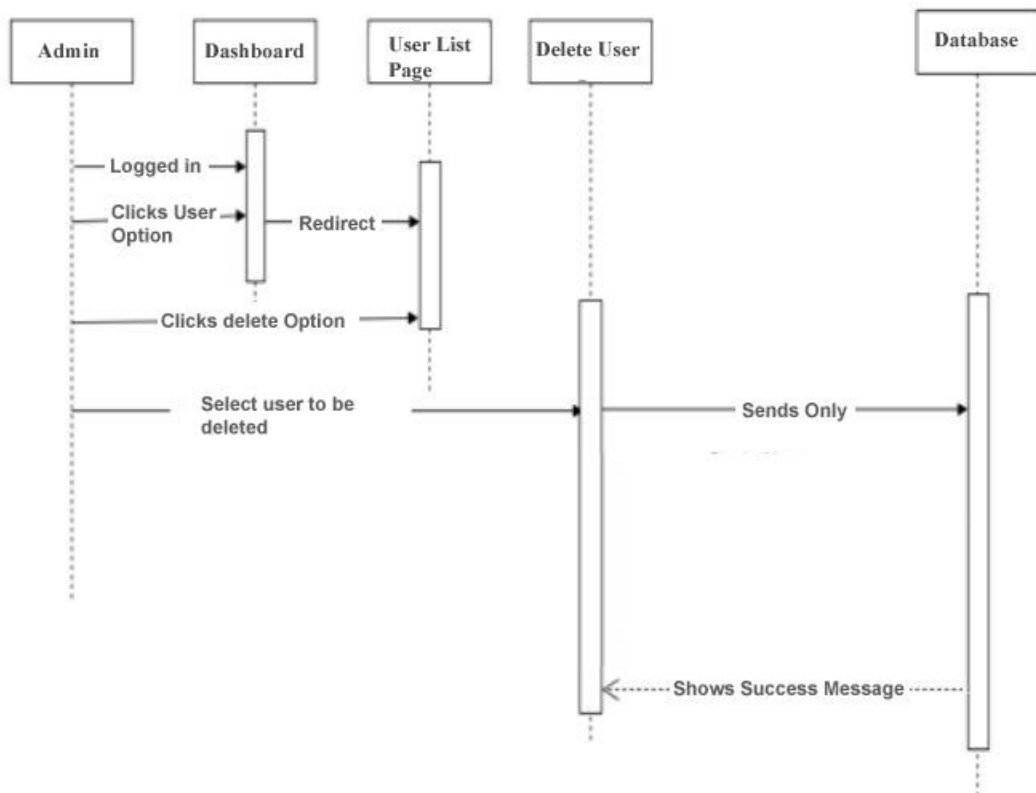 Admin
Dashboard
User List
Page
Delete User
Database
Logged in
Clicks User
Option
Redirect
Clicks delete Option
Select user to be
deleted
Sends Only
Shows Success Message